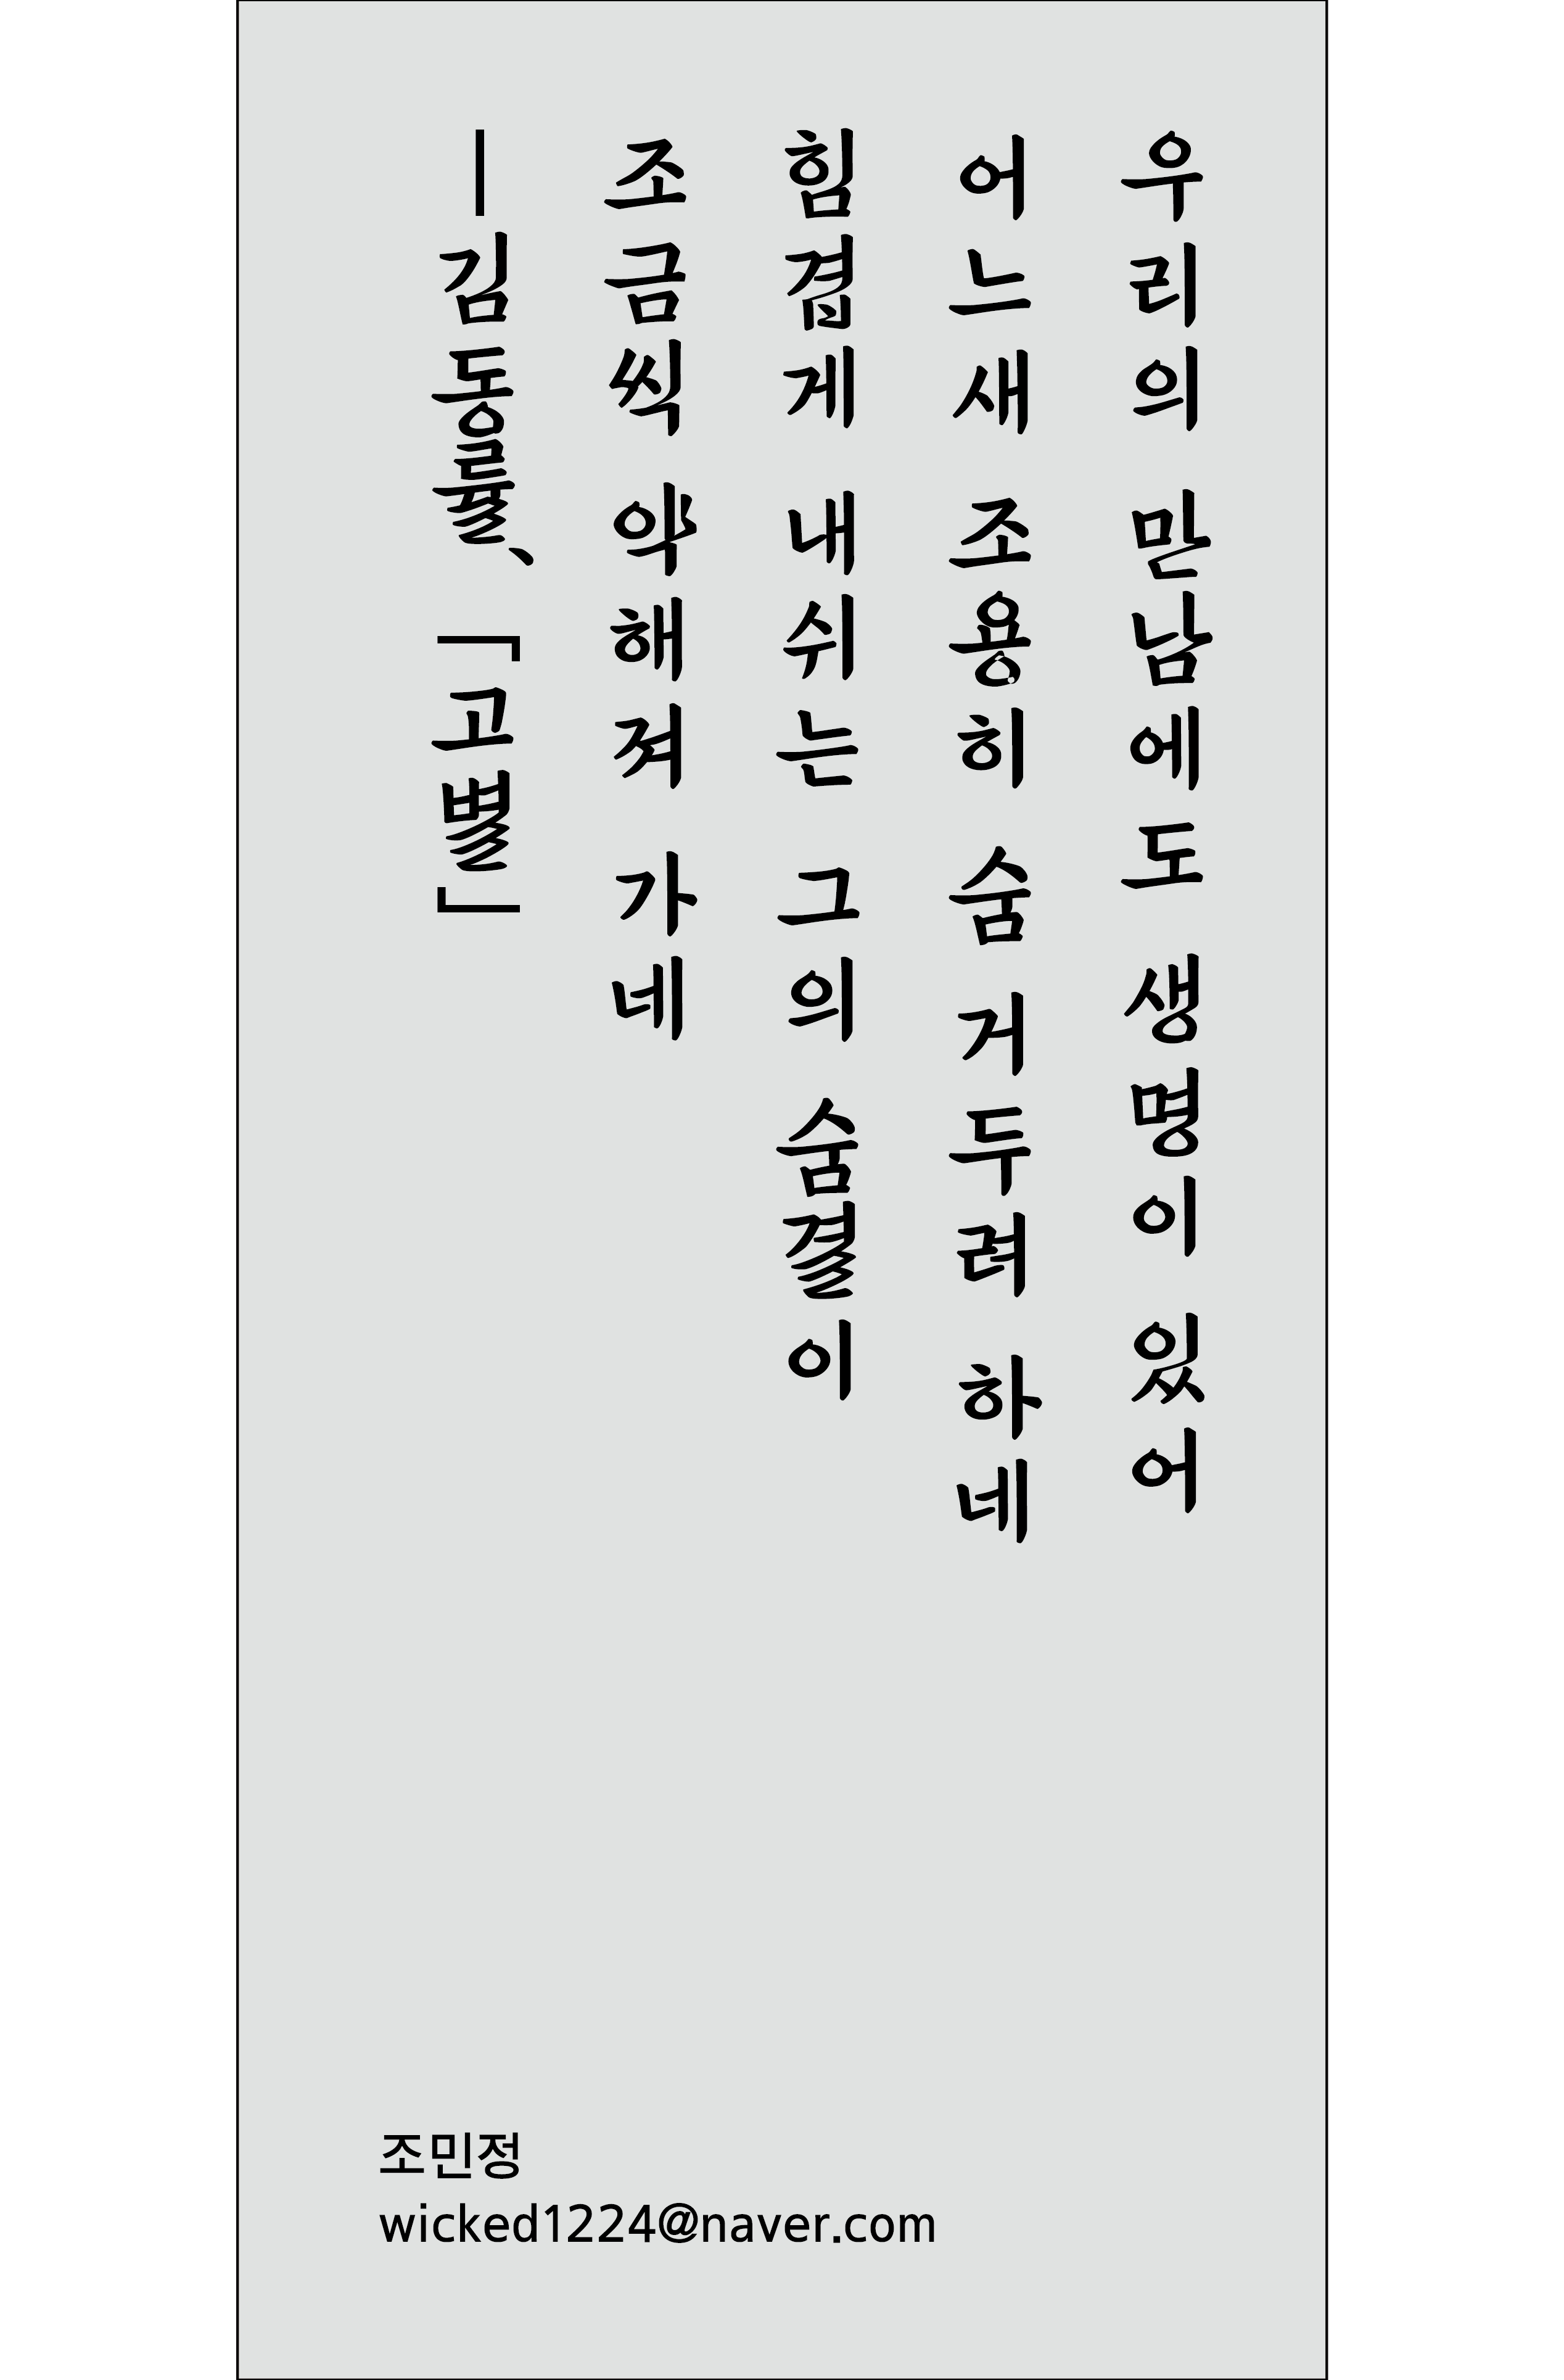 우리의 맏남에도 생명이 있어
어느새 조용히 숨 거두려 하네
힘겹게 내쉬는 그의 숨결이
조금씩 약해져 가네
—김동률、「고별」
조민정
wicked1224@naver.com